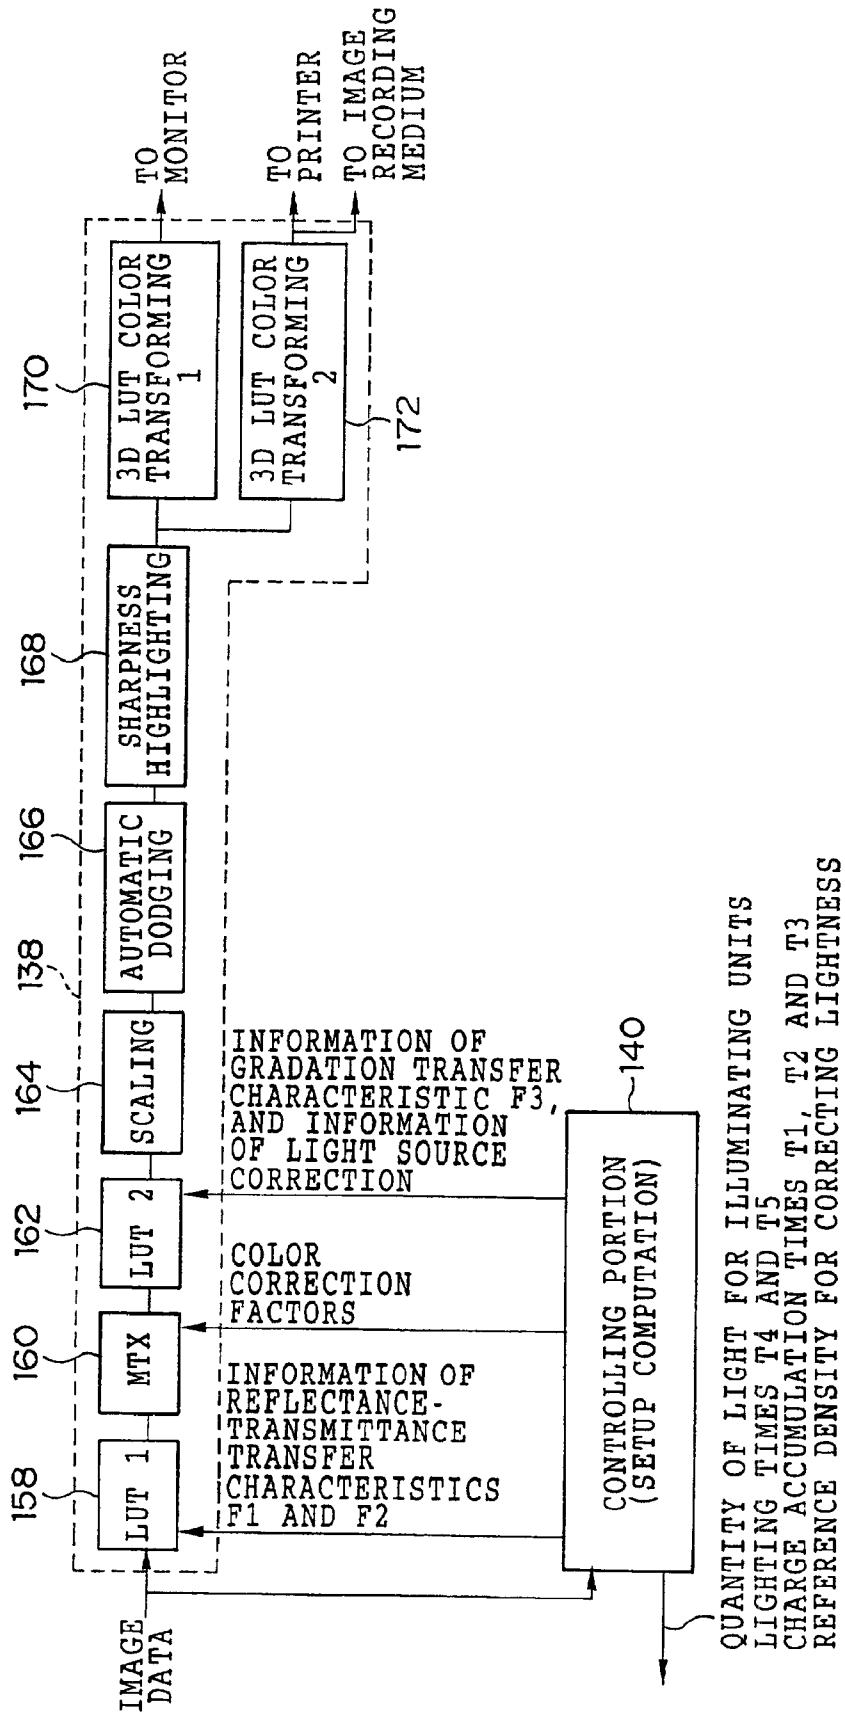 IMAGE
DATA
138
158
LUT 1
160
MTX
162
LUT 2
164
SCALING
166
AUTOMATIC
DODGING
168
SHARPNESS
HIGHLIGHTING
170
3D LUT COLOR
TRANSFORMING
1
3D LUT COLOR
TRANSFORMING
2
172
TO
MONITOR
TO
PRINTER
TO IMAGE
RECORDING
MEDIUM
INFORMATION OF
REFLECTANCE-
TRANSMITTANCE
TRANSFER
CHARACTERISTICS
F1 AND F2
COLOR
CORRECTION
FACTORS
INFORMATION OF
GRADATION TRANSFER
CHARACTERISTIC F3,
AND INFORMATION
OF LIGHT SOURCE
CORRECTION
140
CONTROLLING PORTION
(SETUP COMPUTATION)
QUANTITY OF LIGHT FOR ILLUMINATING UNITS
LIGHTING TIMES T4 AND T5
CHARGE ACCUMULATION TIMES T1, T2 AND T3
REFERENCE DENSITY FOR CORRECTING LIGHTNESS